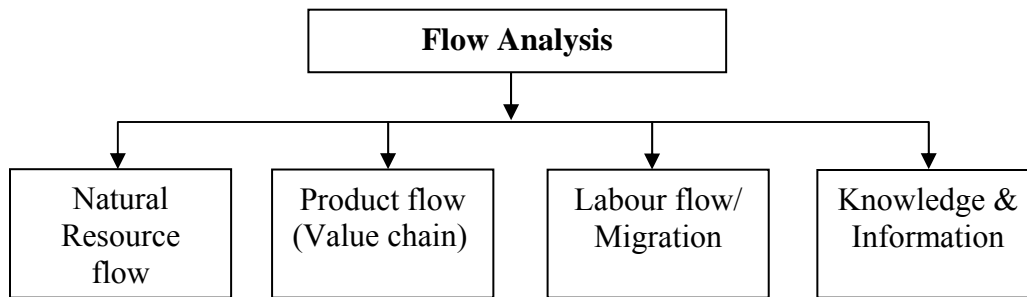 Flow Analysis
Natural
Resource
flow
Product flow
(Value chain)
Labour flow/
Migration
Knowledge &
Information